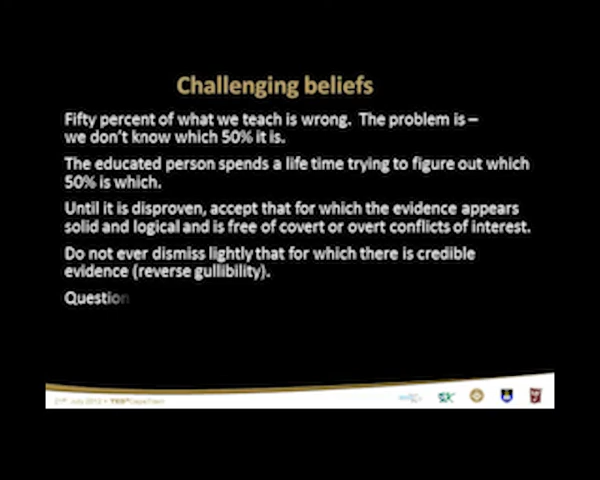 Challenging beliefs
Fifty percent of what we teach is wrong. The problem is –
we don't know which 50% it is.
The educated person spends a life time trying to figure out which
50% is which.
Until it is disproven, accept that for which the evidence appears
solid and logical and is free of covert or overt conflicts of interest.
Do not ever dismiss lightly that for which there is credible
evidence (reverse gullibility).
Question